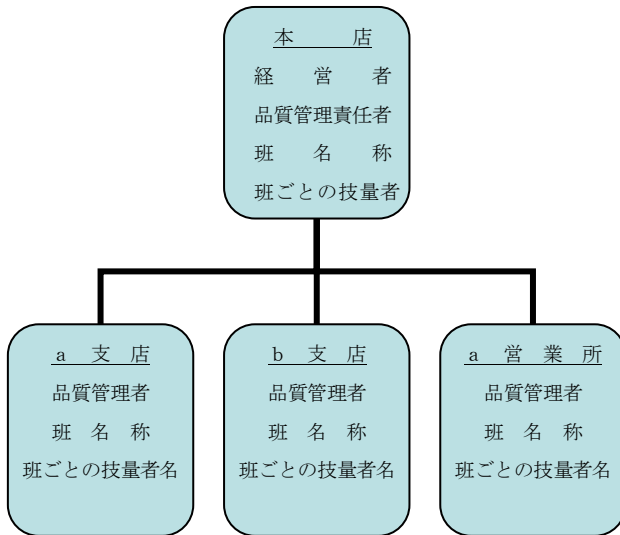 本　　店
経　営　者
品質管理責任者
班　名　称
班ごとの技量者
a　支　店
品質管理者
班　名　称
班ごとの技量者名
b　支　店
品質管理者
班　名　称
班ごとの技量者名
a　営　業　所
品質管理者
班　名　称
班ごとの技量者名